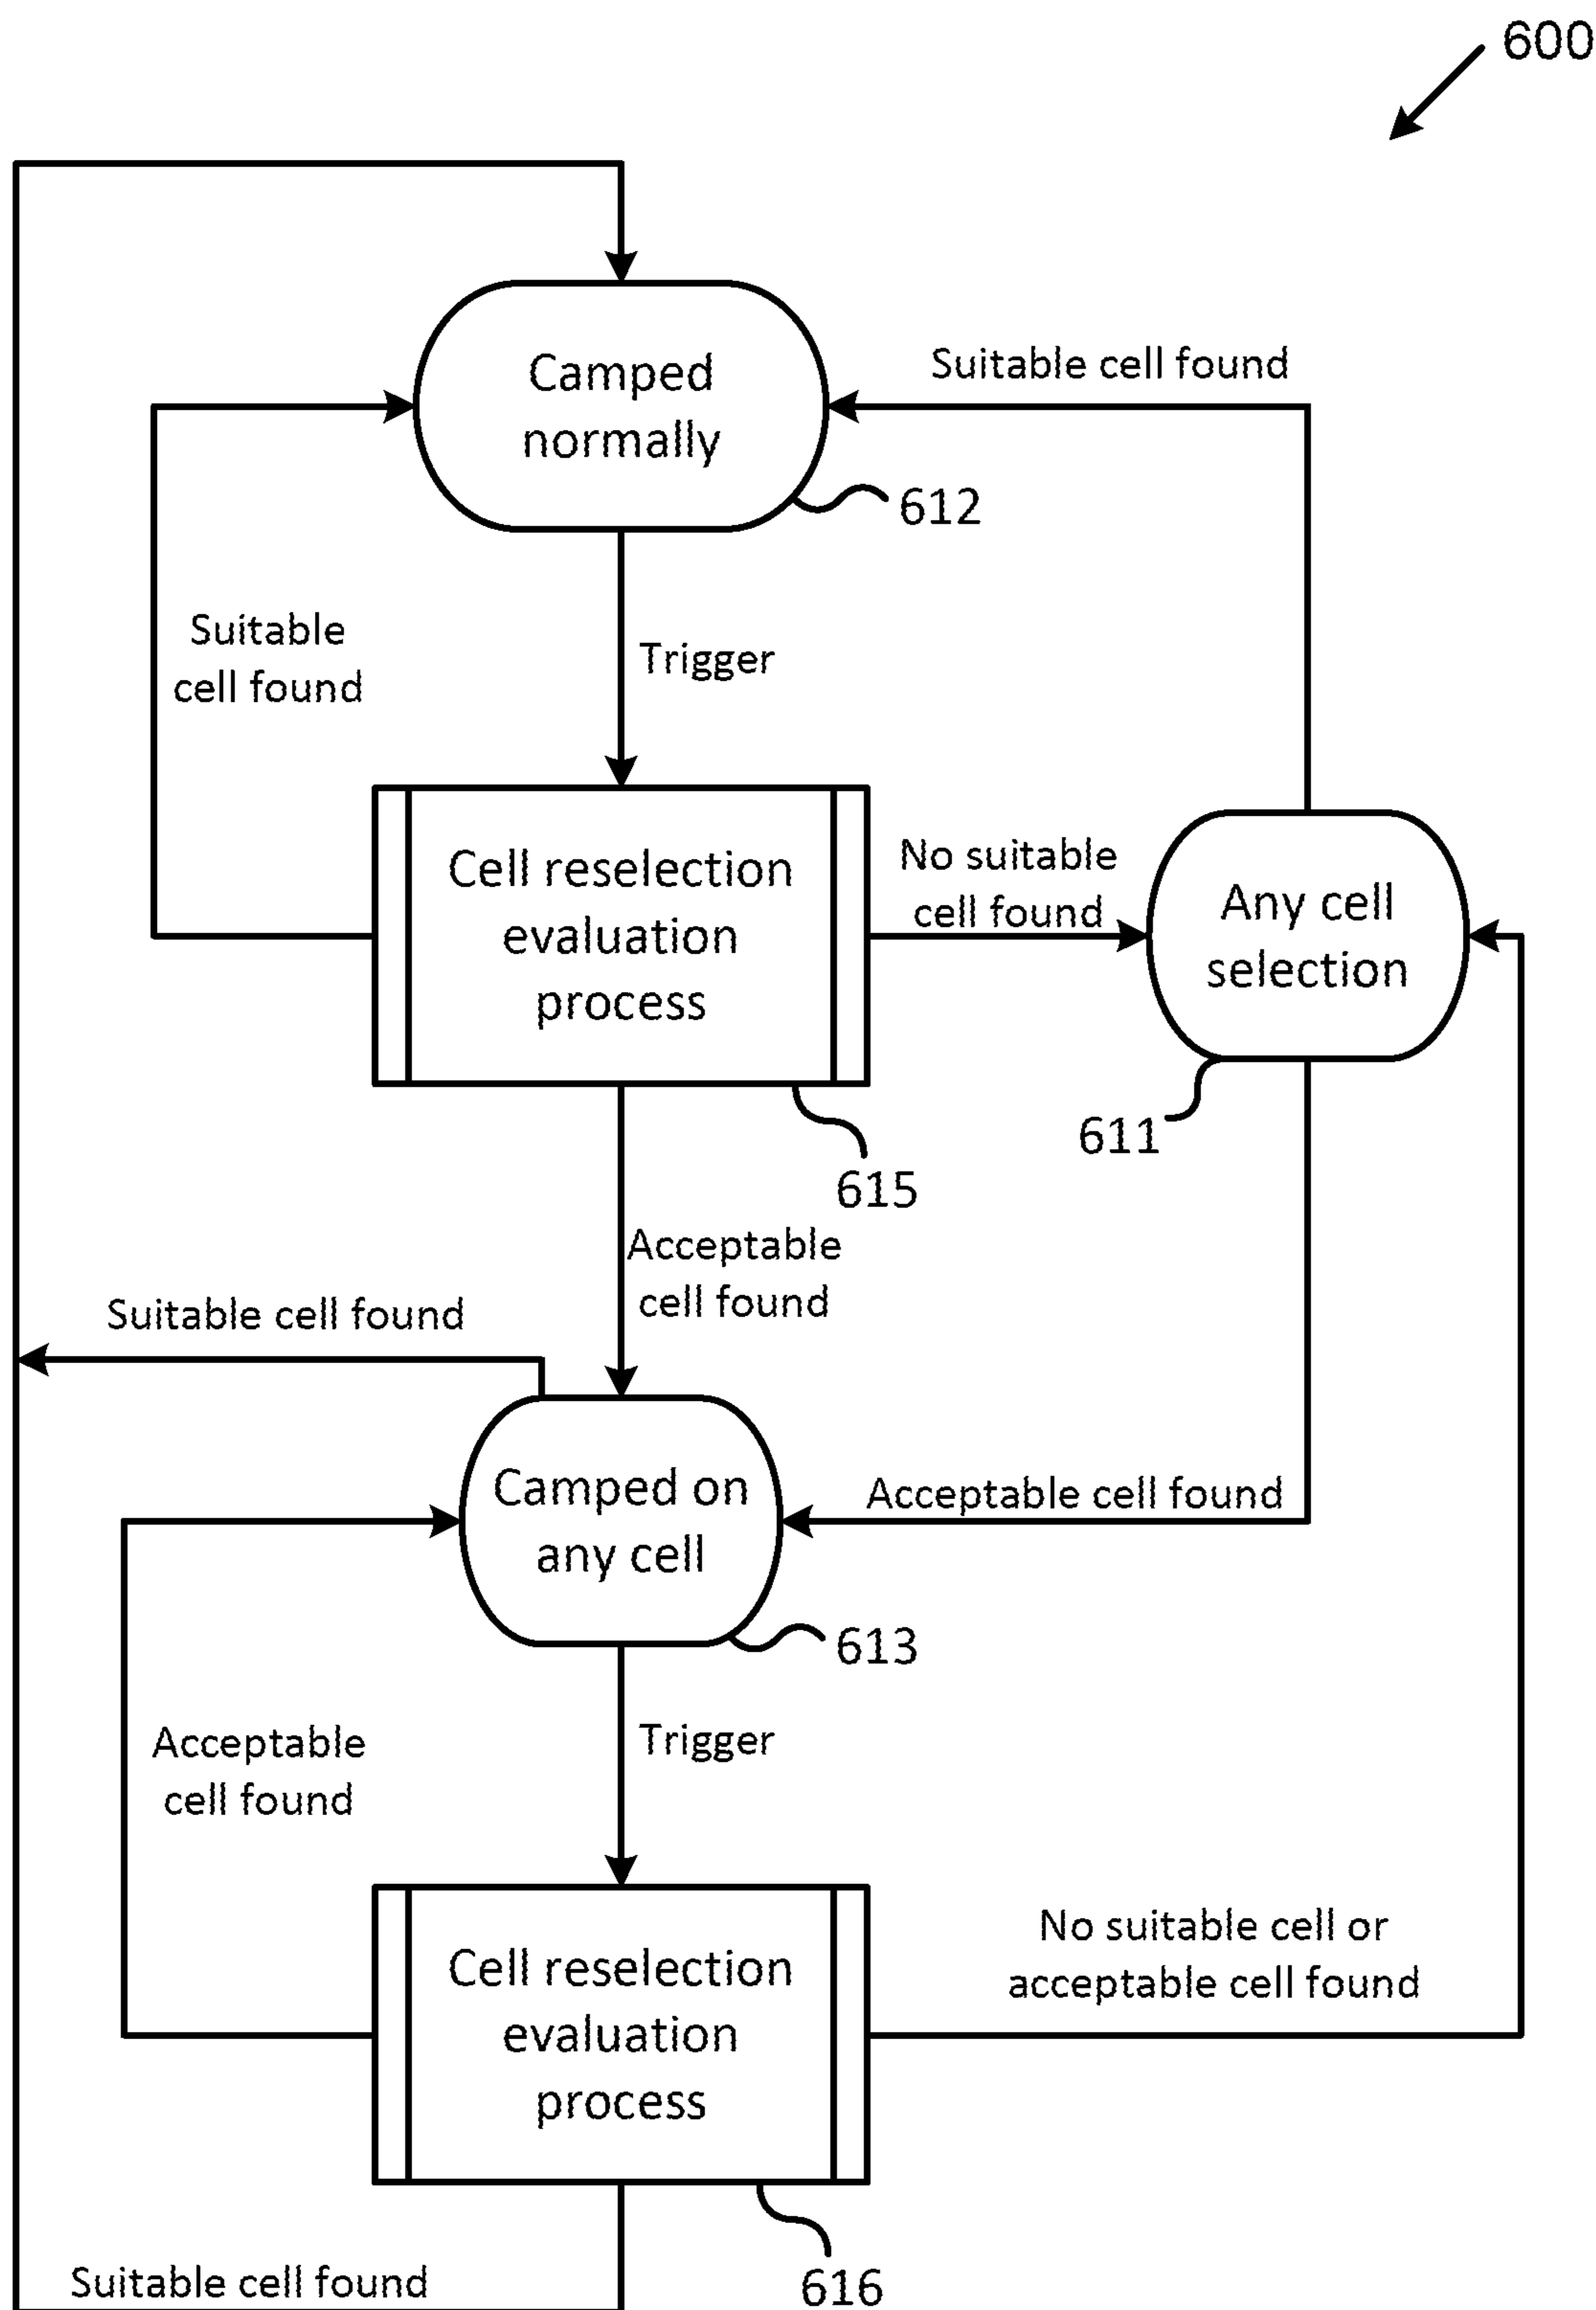 600
Camped
normally
Suitable cell found
612
Suitable
cell found
Trigger
Cell reselection
evaluation
process
No suitable
cell found
Any cell
selection
611
615
Acceptable
cell found
Suitable cell found
Camped on
any cell
Acceptable cell found
613
Acceptable
cell found
Trigger
Cell reselection
evaluation
process
No suitable cell or
acceptable cell found
Suitable cell found
616